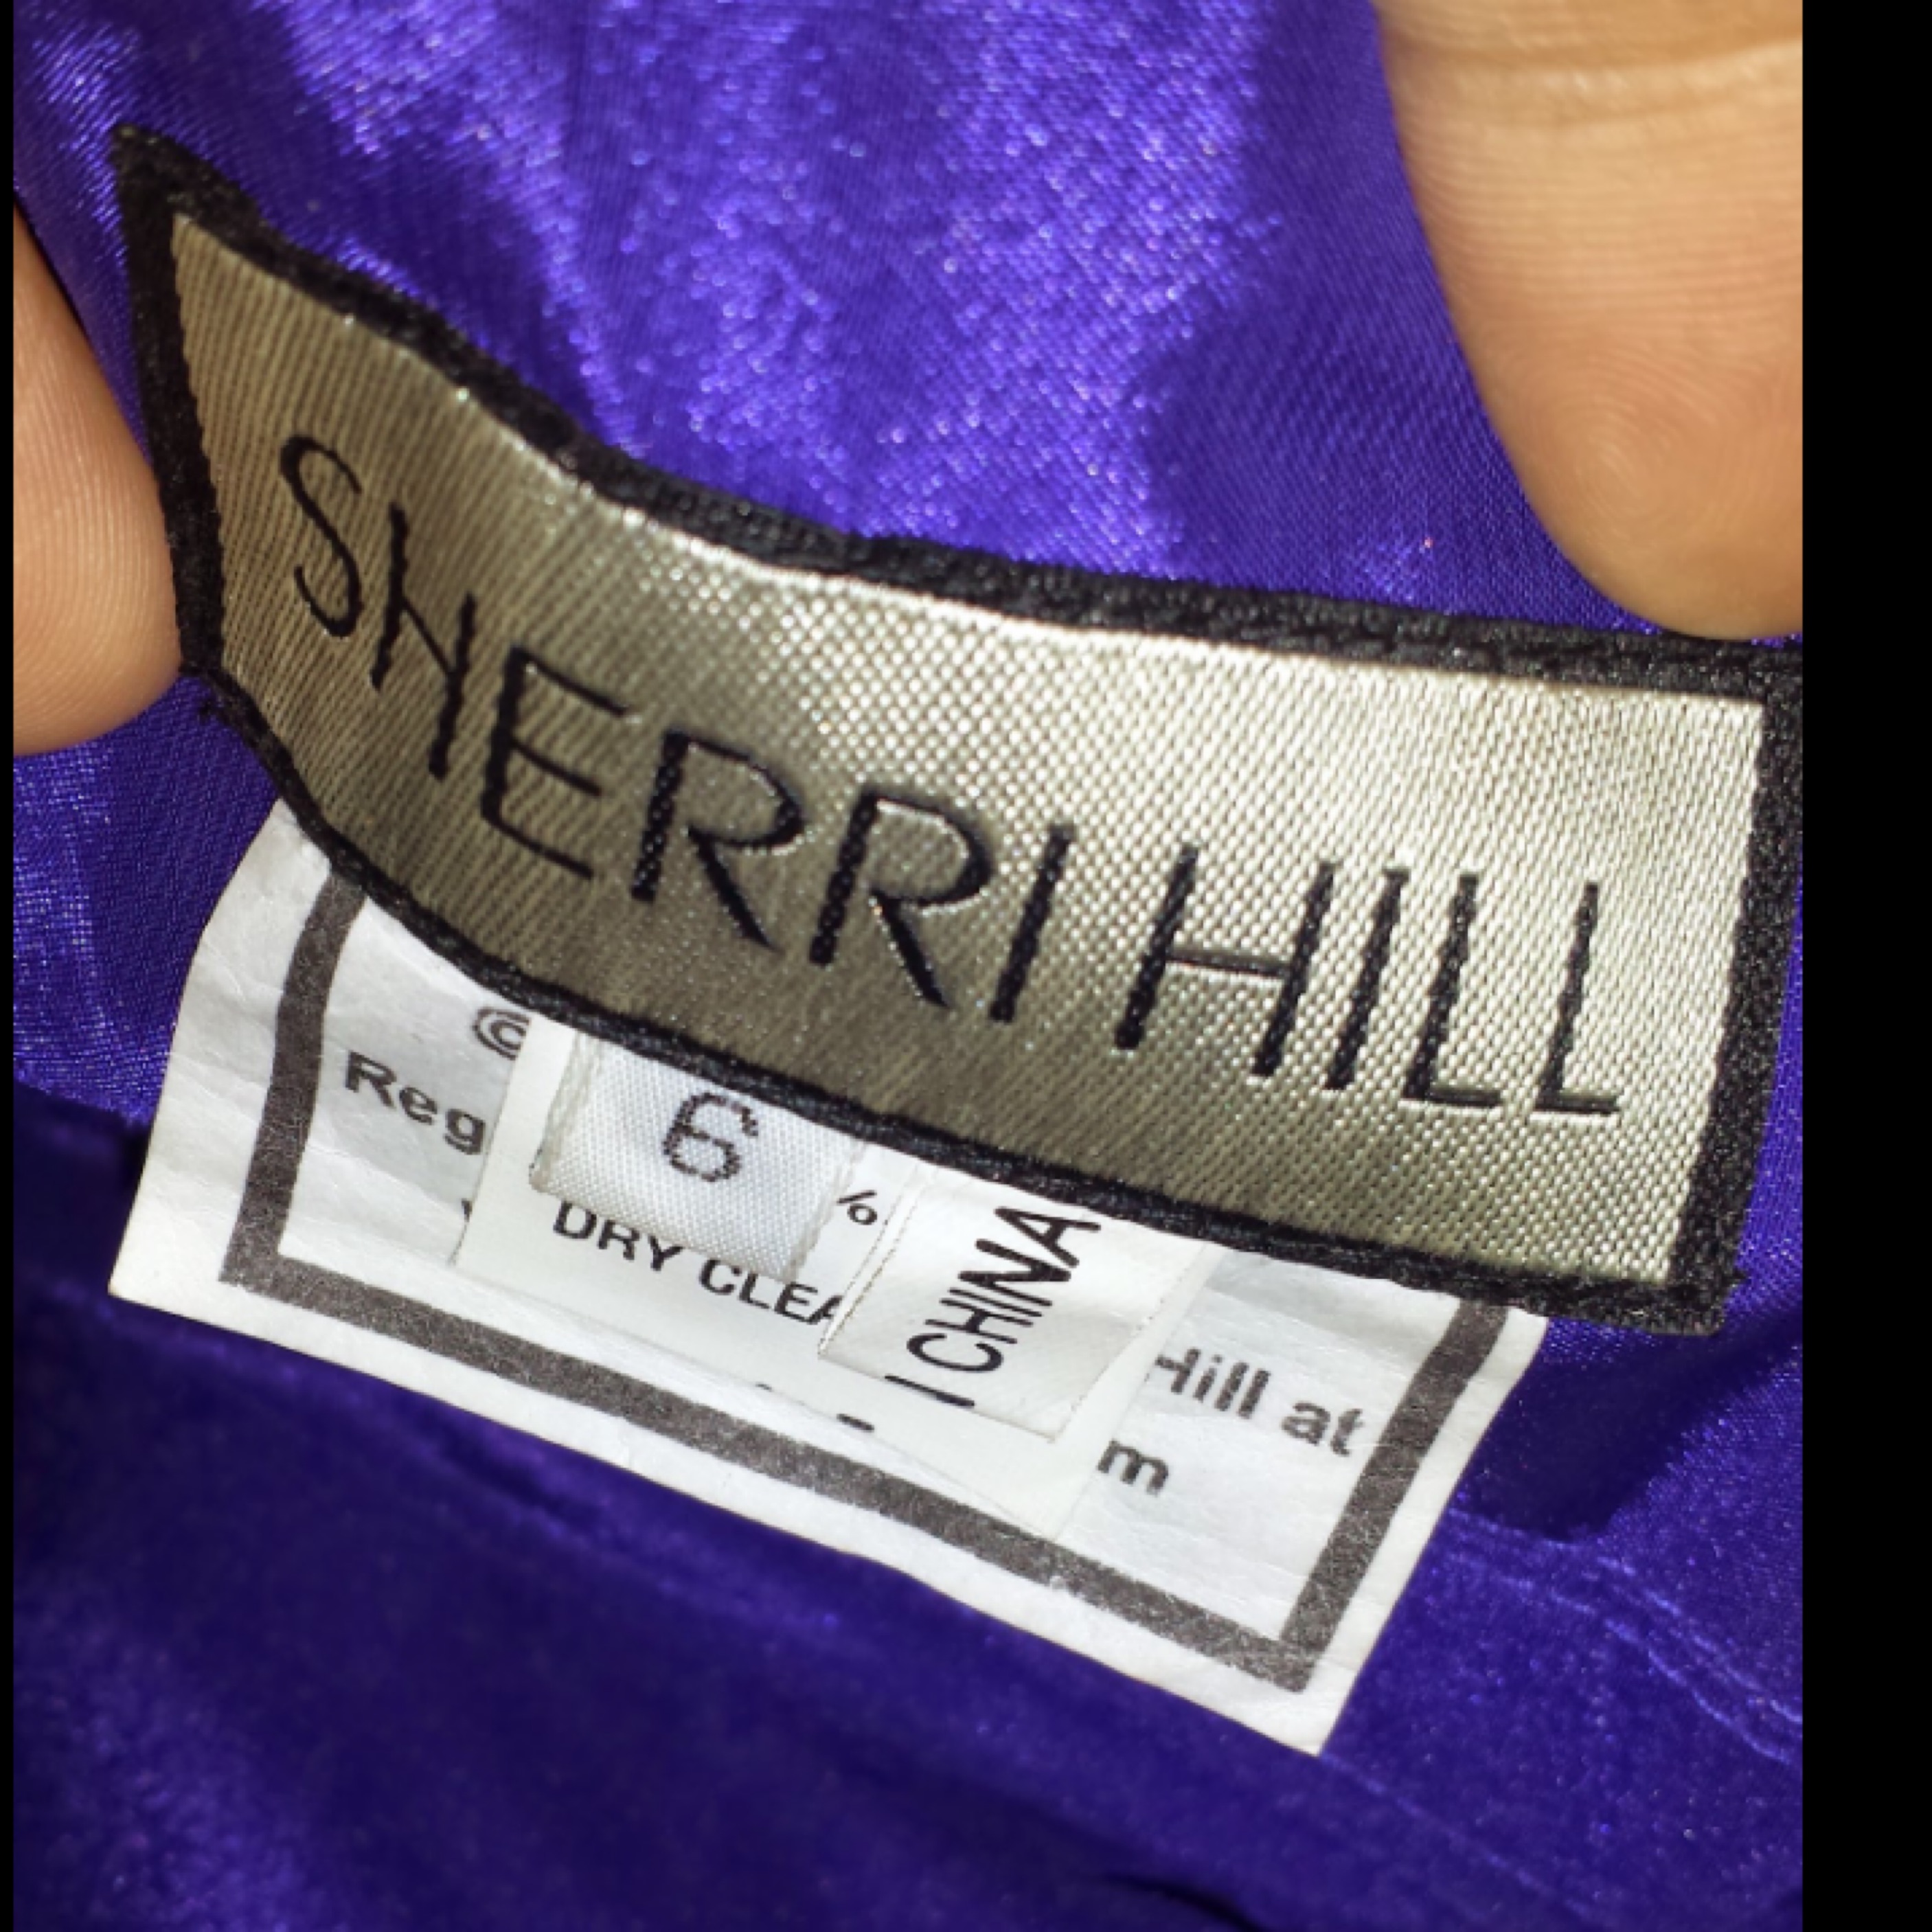 SHERRI HILL
©
Reg
6
%
DRY CLEA
CHINA
Hill at
m